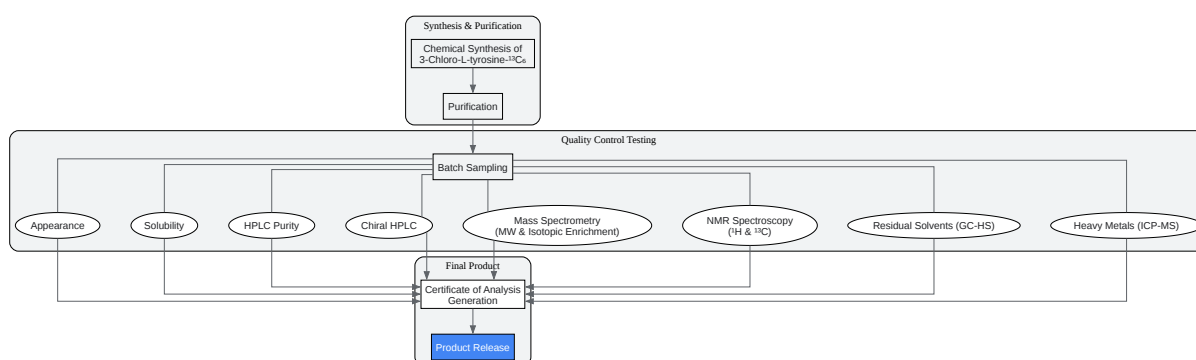 Synthesis & Purification
Chemical Synthesis of
3-Chloro-L-tyrosine-¹³C₆
Purification
Quality Control Testing
Batch Sampling
Appearance
Solubility
HPLC Purity
Chiral HPLC
Mass Spectrometry
(MW & Isotopic Enrichment)
NMR Spectroscopy
(¹H & ¹³C)
Residual Solvents (GC-HS)
Heavy Metals (ICP-MS)
Final Product
Certificate of Analysis
Generation
Product Release